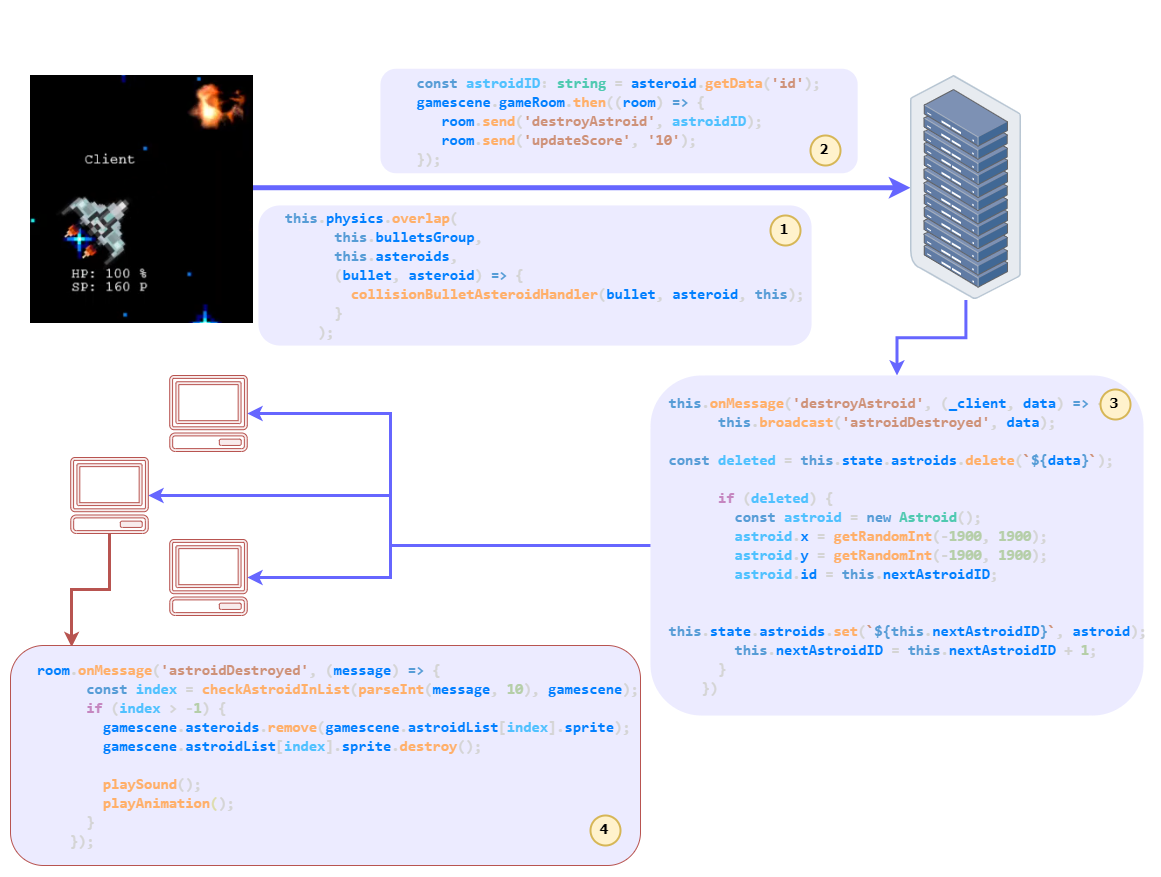 Client
HP: 100 %
SP: 160 P
const astroidID: string = asteroid.getData('id');
gamescene.gameRoom.then((room) => {
room.send('destroyAstroid', astroidID);
room.send('updateScore', '10');
});
2
this.physics.overlap(
this.bulletsGroup,
this.asteroids,
(bullet, asteroid) => {
collisionBulletAsteroidHandler(bullet, asteroid, this);
}
);
1
this.onMessage('destroyAstroid', (_client, data) =>
this.broadcast('astroidDestroyed', data);
const deleted = this.state.astroids.delete(`${data}`);
if (deleted) {
const astroid = new Astroid();
astroid.x = getRandomInt(-1900, 1900);
astroid.y = getRandomInt(-1900, 1900);
astroid.id = this.nextAstroidID;
this.state.astroids.set(`${this.nextAstroidID}`, astroid);
this.nextAstroidID = this.nextAstroidID + 1;
}
})
3
room.onMessage('astroidDestroyed', (message) => {
const index = checkAstroidInList(parseInt(message, 10), gamescene);
if (index > -1) {
gamescene.asteroids.remove(gamescene.astroidList[index].sprite);
gamescene.astroidList[index].sprite.destroy();
playSound();
playAnimation();
}
});
4